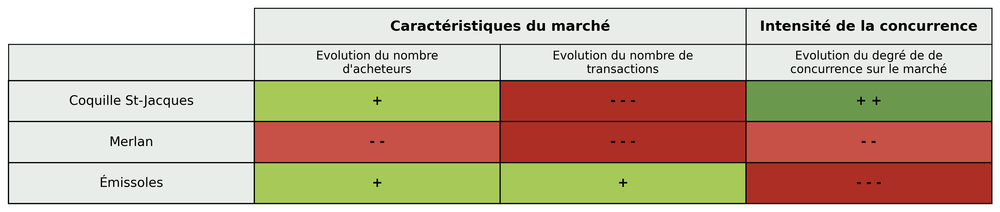 Caractéristiques du marché
Intensité de la concurrence
Evolution du nombre
d'acheteurs
Evolution du nombre de
transactions
Evolution du degré de de
concurrence sur le marché
Coquille St-Jacques
+
- - -
+ +
Merlan
- -
- - -
- -
Émissoles
+
+
- - -